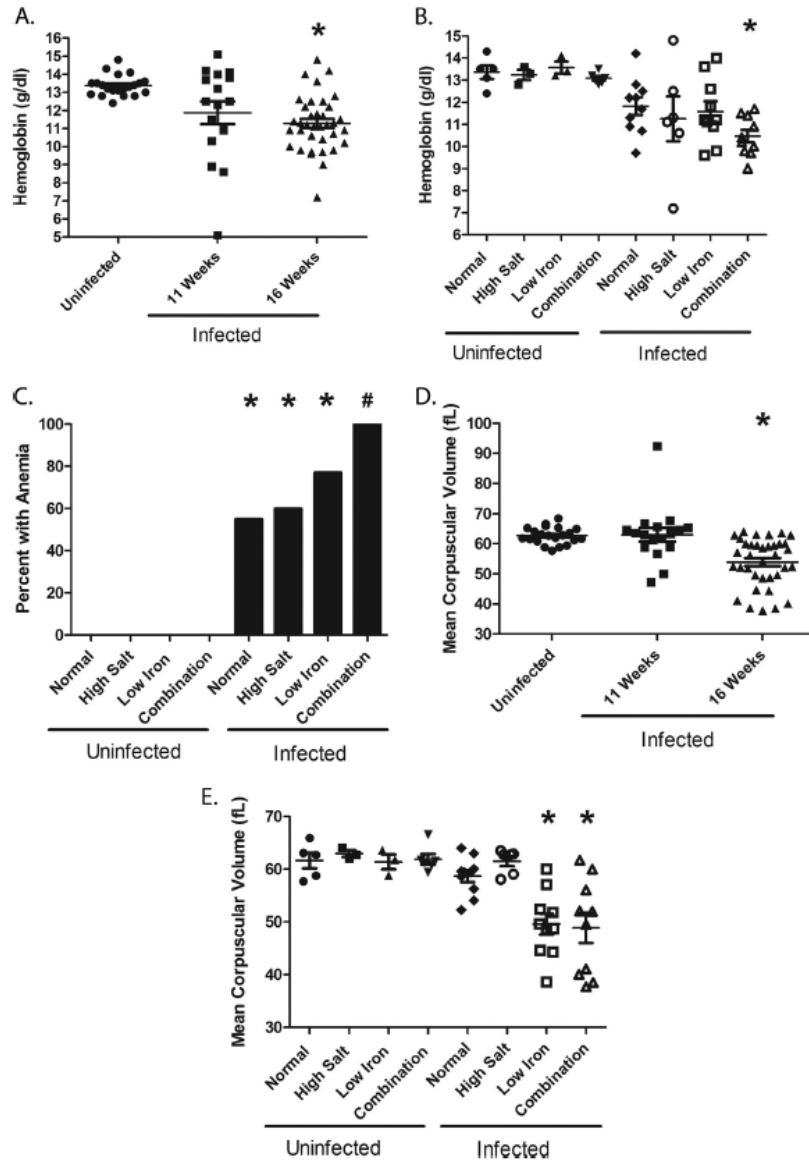 A.
*
Hemoglobin (g/dl)
16
15
14
13
12
11
10
9
8
7
6
5
Uninfected
11 Weeks
16 Weeks
Infected
B.
*
Hemoglobin (g/dl)
15
14
13
12
11
10
9
8
7
6
Normal
High Salt
Low Iron
Combination
Normal
High Salt
Low Iron
Combination
Uninfected
Infected
C.
* * * #
Percent with Anemia
100
80
60
40
20
0
Normal
High Salt
Low Iron
Combination
Normal
High Salt
Low Iron
Combination
Uninfected
Infected
D.
*
Mean Corpuscular Volume (fL)
100
90
80
70
60
50
40
30
Uninfected
11 Weeks
16 Weeks
Infected
E.
* *
Mean Corpuscular Volume (fL)
70
60
50
40
30
Normal
High Salt
Low Iron
Combination
Normal
High Salt
Low Iron
Combination
Uninfected
Infected